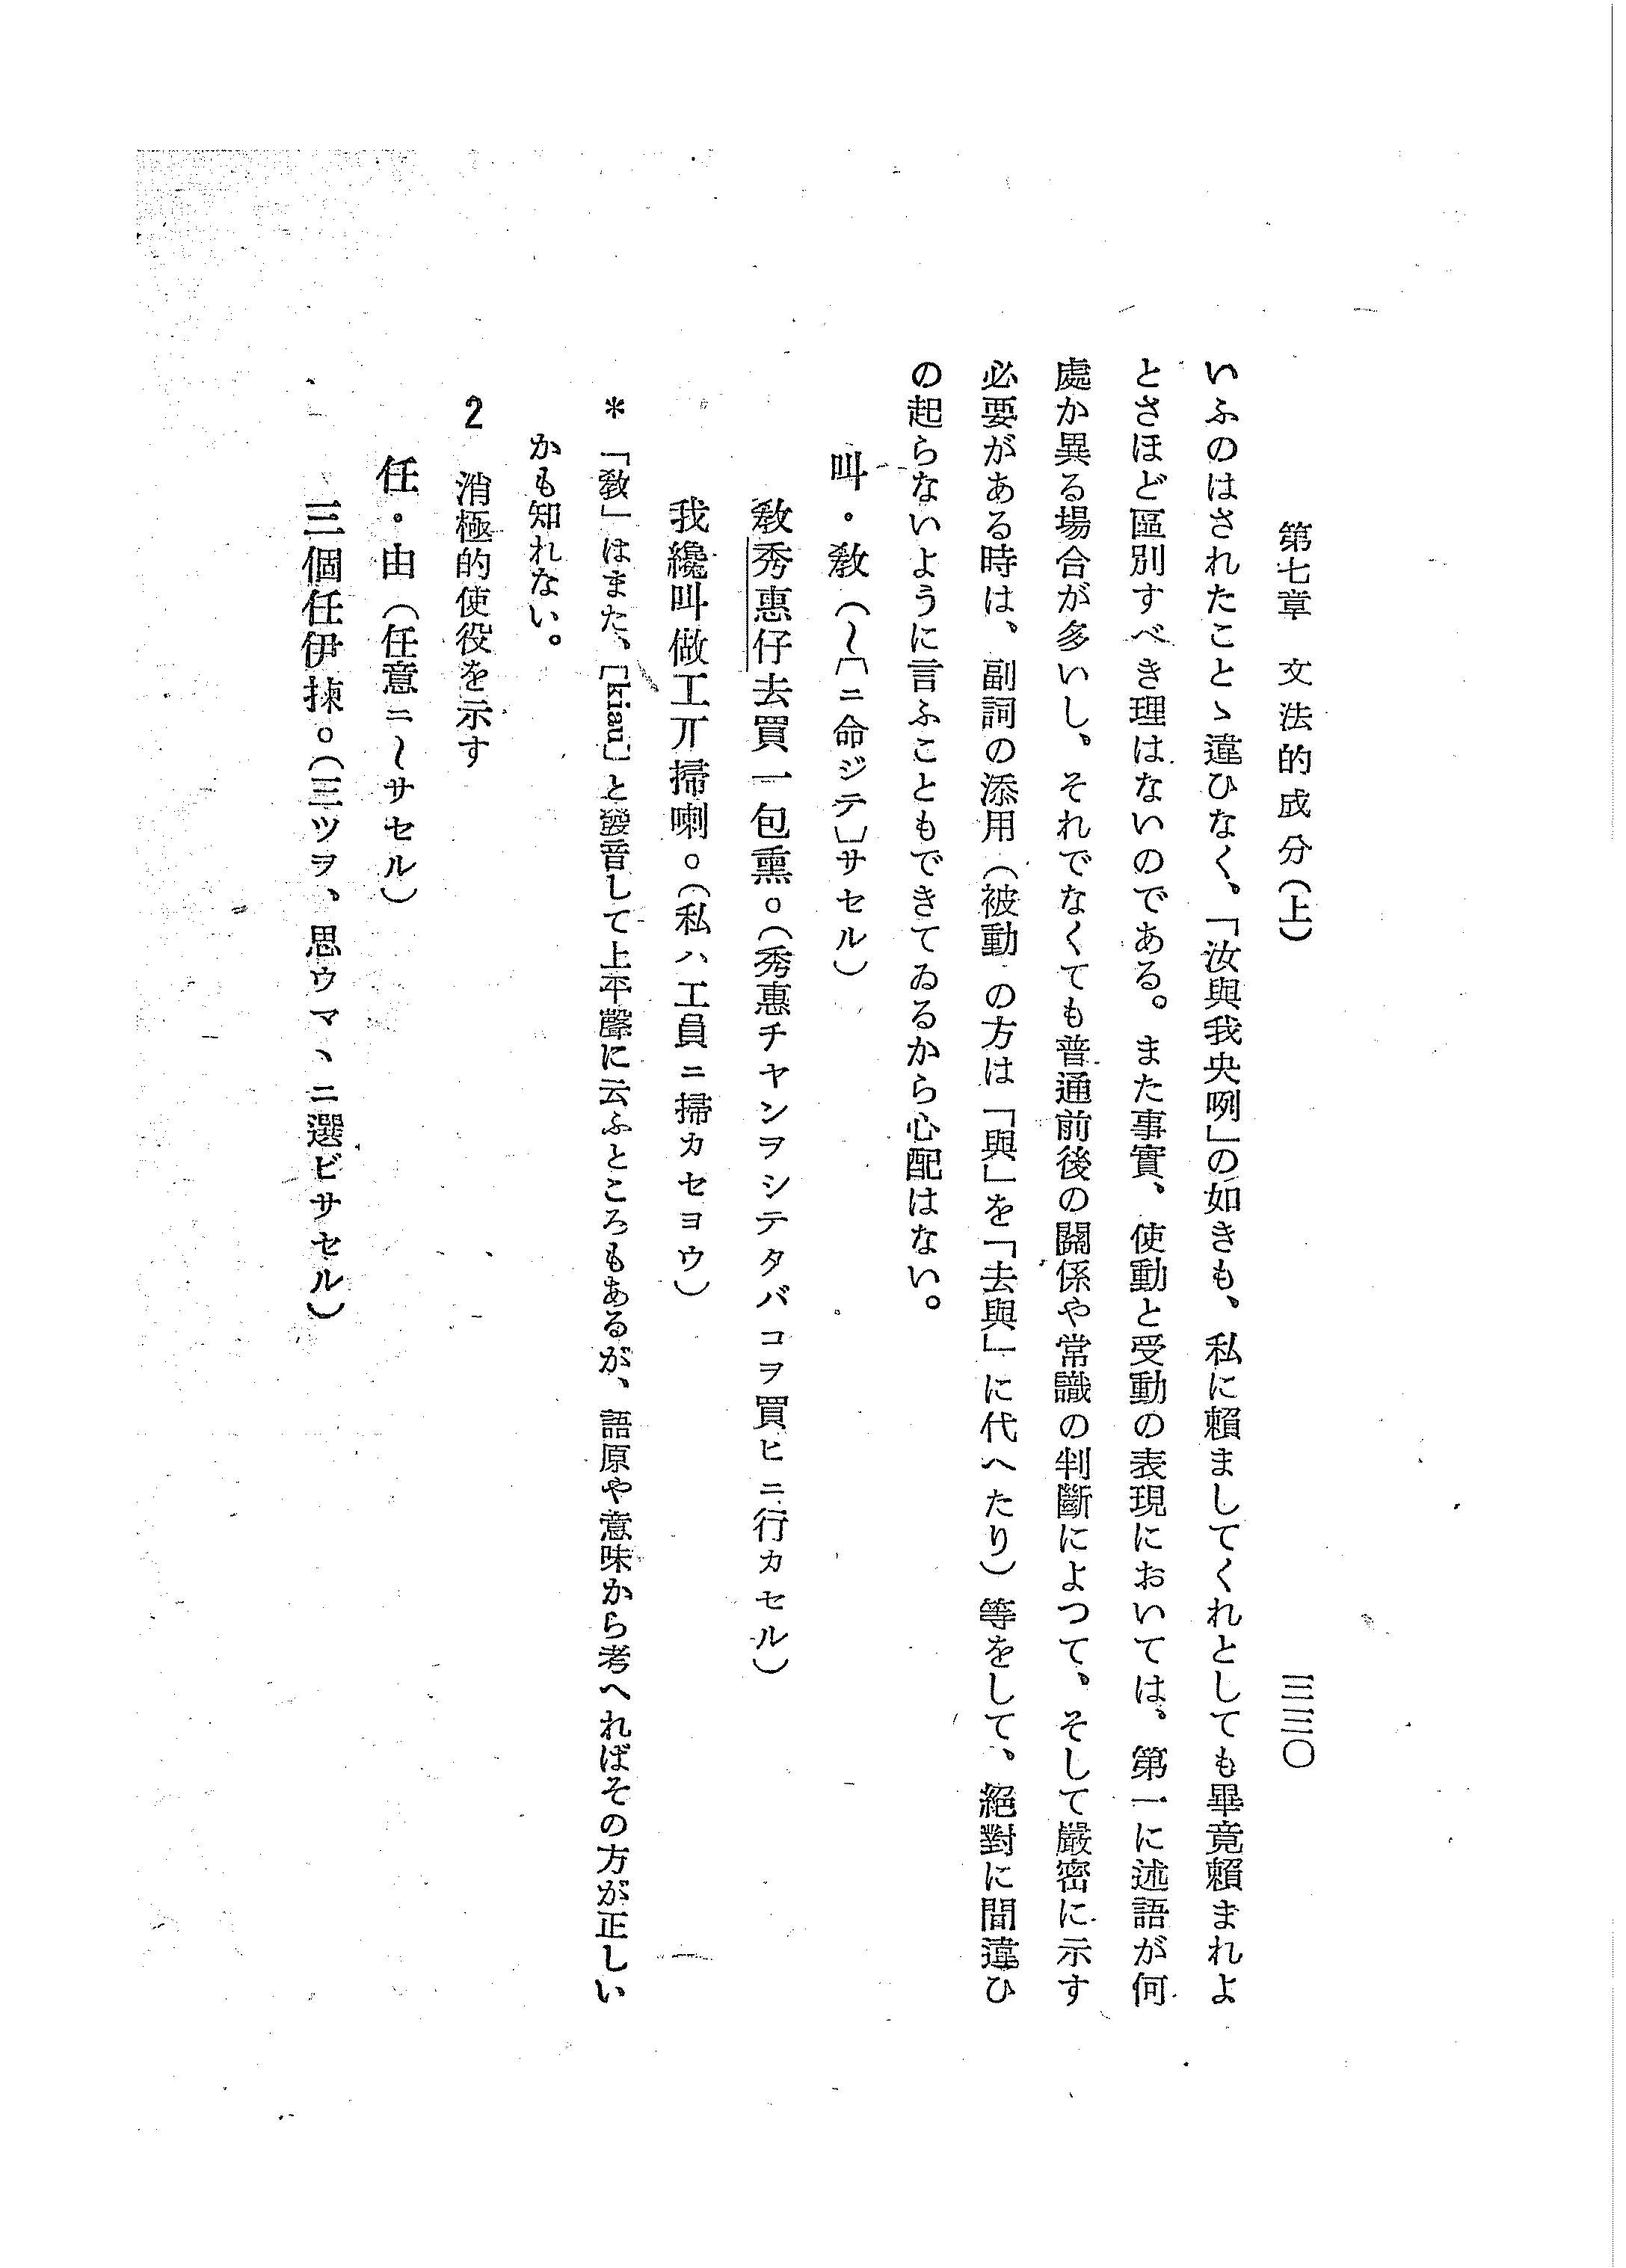 第七章　文法的成分（上）
三三〇
いふのはされたことゝ違ひなく、「汝與我央咧」の如きも、私に賴ましてくれとしても畢竟賴まれよ
とさほど區別すべき理はないのである。また事實、使動と受動の表現においては、第一に述語が何
處か異る場合が多いし、それでなくても普通前後の關係や常識の判斷によつて、そして嚴密に示す
必要がある時は、副詞の添用（被動の方は「與」を「去與」に代へたり）等をして、絕對に間違ひ
の起らないように言ふこともできてゐるから心配はない。
叫・敎（〜〔ニ命ジテ〕サセル）
敎秀惠仔去買一包熏。（秀惠チャンヲシテタバコヲ買ヒニ行カセル）
我纔叫做工丌掃喇。（私ハ工員ニ掃カセヨウ）
＊「敎」はまた、〔kiau〕と發音して上平聲に云ふところもあるが、語原や意味から考へればその方が正しい
かも知れない。
2　消極的使役を示す
任・由（任意ニ〜サセル）
三個任伊揀。（三ツヲ、思ウマヽニ選ビサセル）